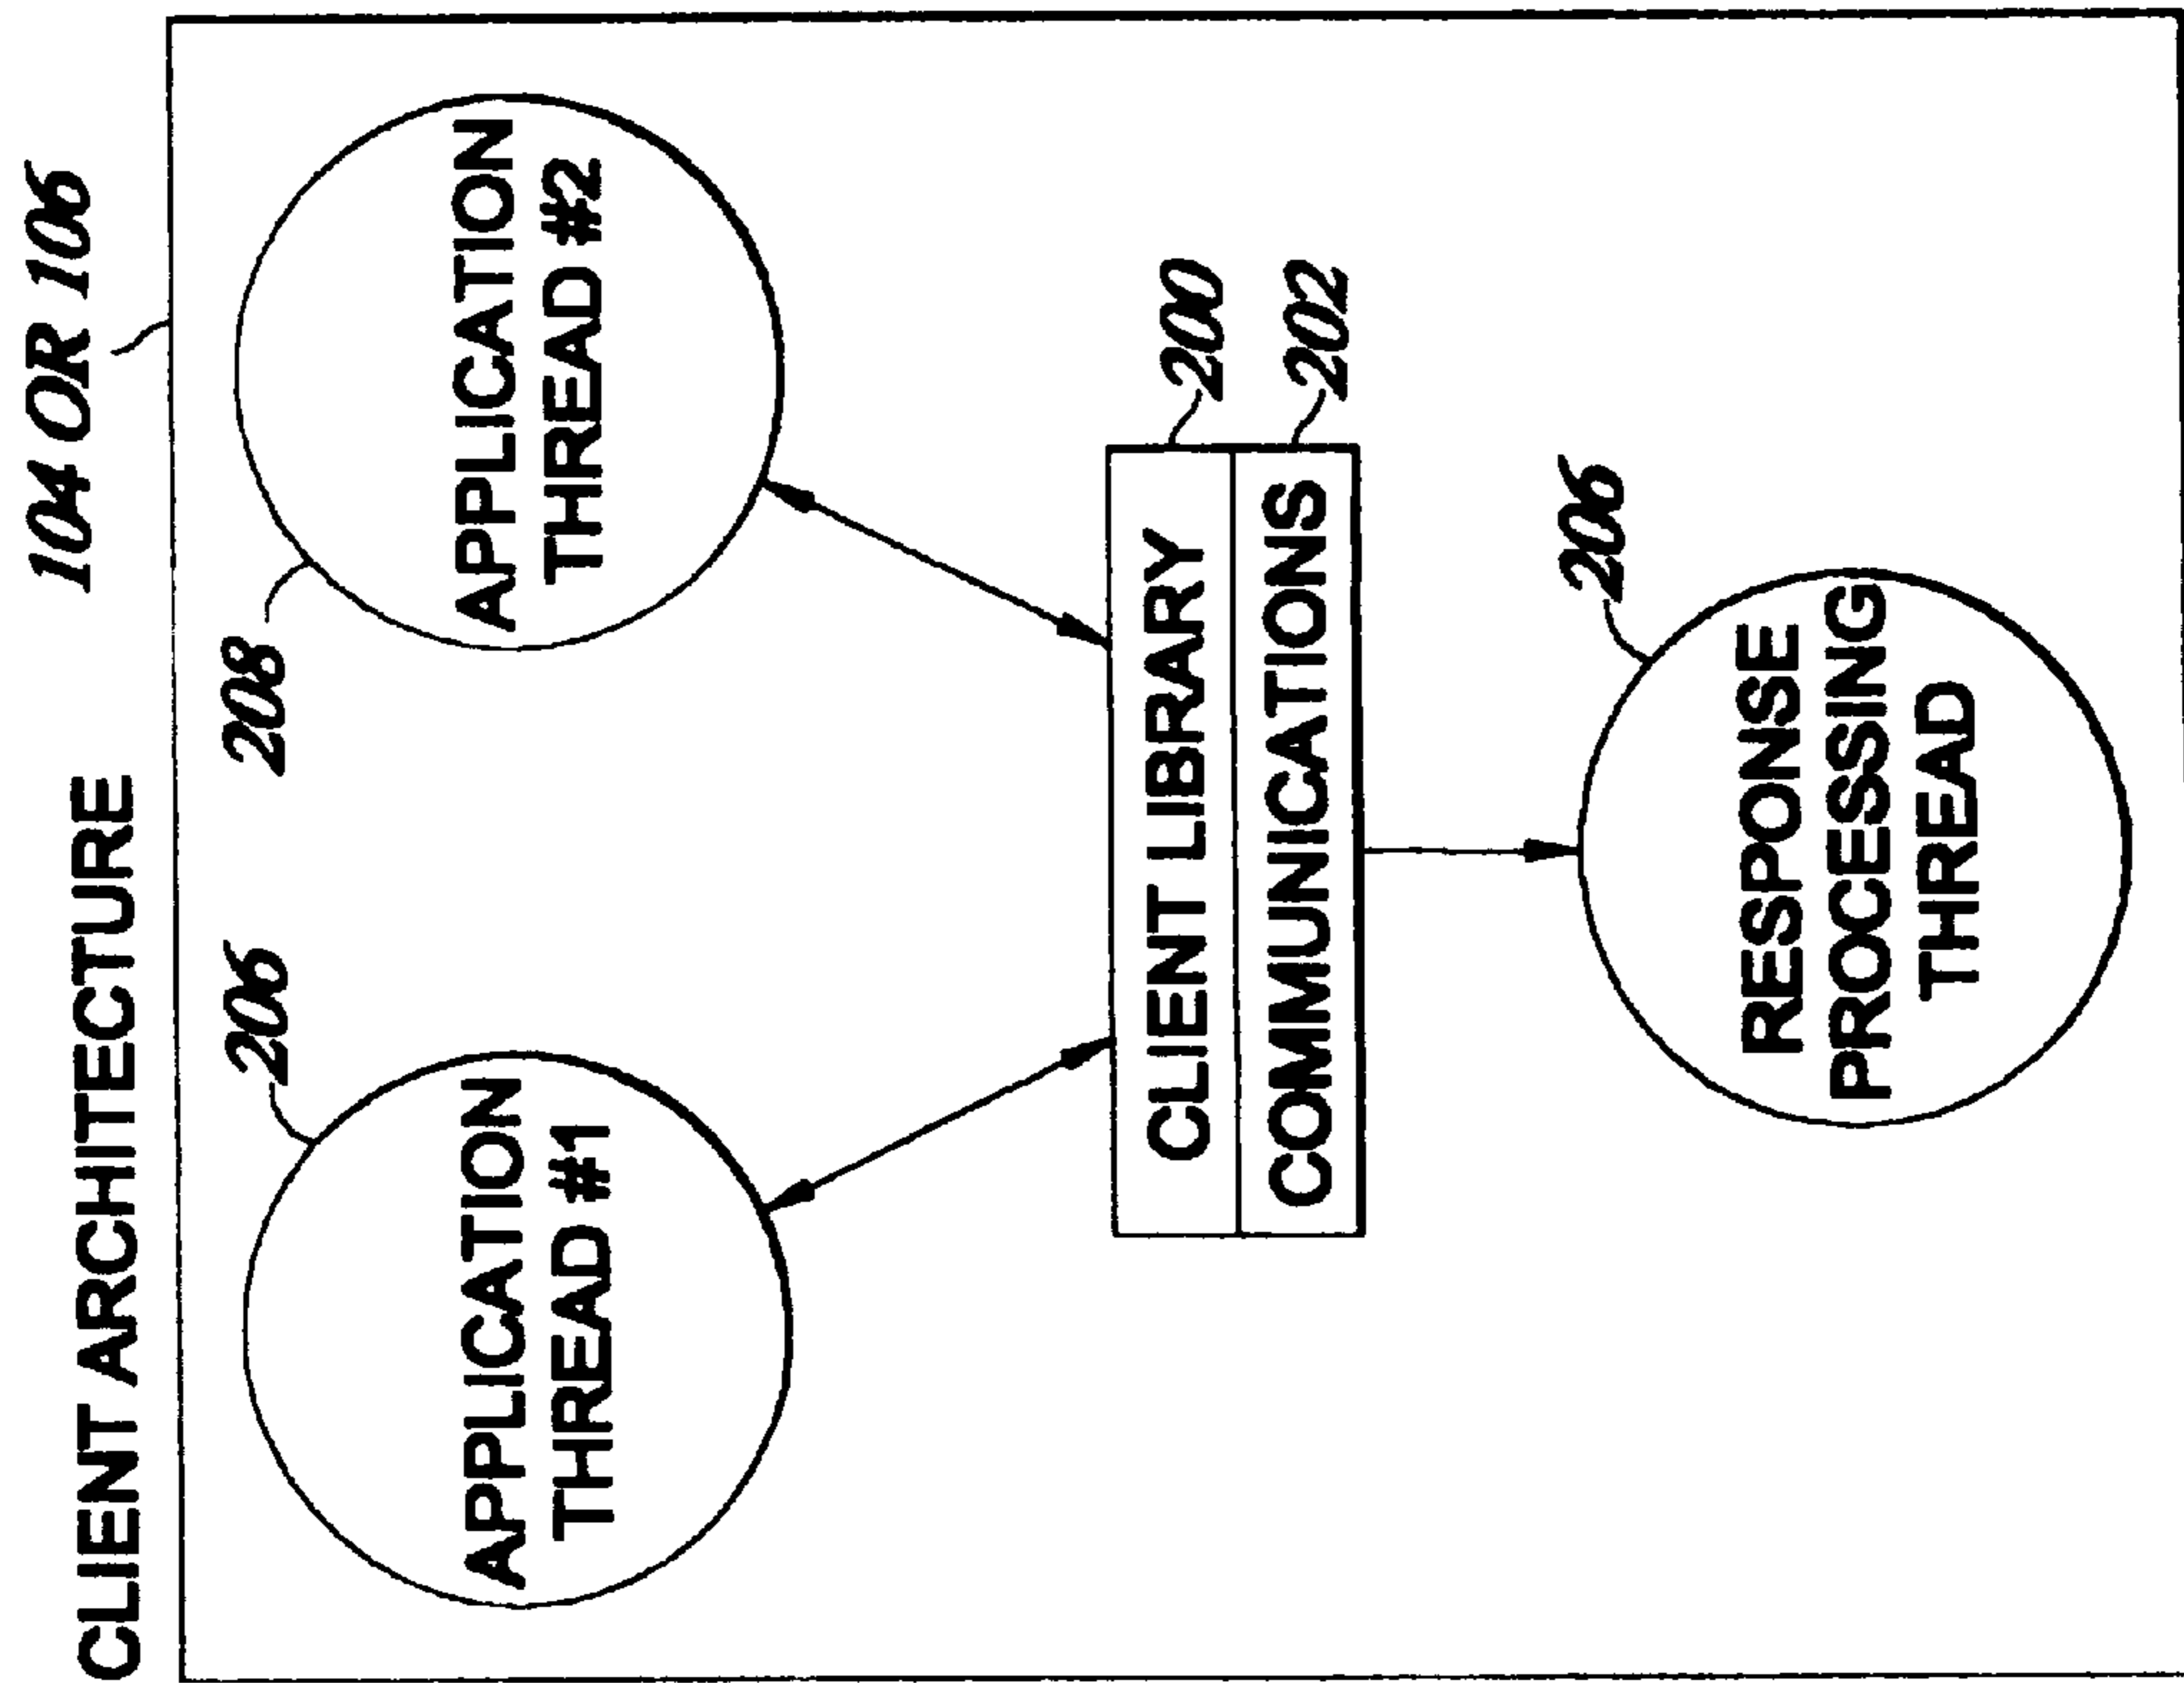 104 OR 106
CLIENT ARCHITECTURE
206
208
APPLICATION
THREAD #1
APPLICATION
THREAD #2
CLIENT LIBRARY
200
COMMUNICATIONS
202
206
RESPONSE
PROCESSING
THREAD